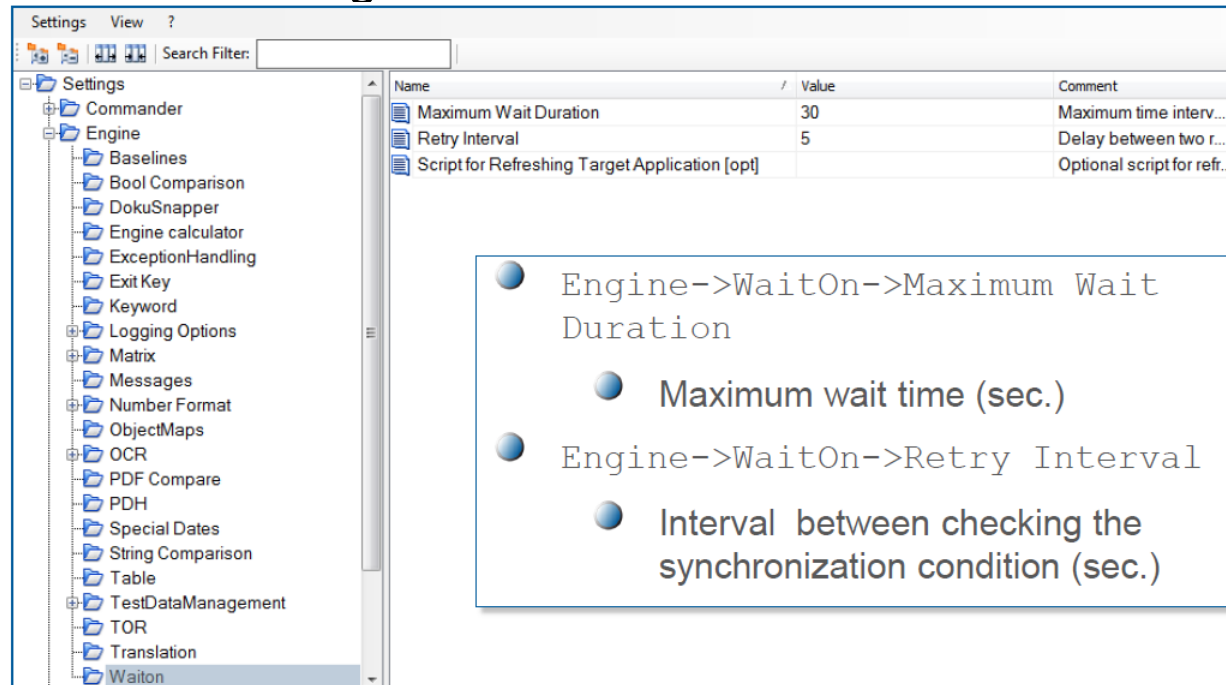 Settings View ?
Search Filter:
Settings
Commander
Engine
Baselines
Bool Comparison
DokuSnapper
Engine calculator
ExceptionHandling
Exit Key
Keyword
Logging Options
Matrix
Messages
Number Format
ObjectMaps
OCR
PDF Compare
PDH
Special Dates
String Comparison
Table
TestDataManagement
TOR
Translation
Waiton
Name / Value Comment
Maximum Wait Duration 30 Maximum time interv...
Retry Interval 5 Delay between two r...
Script for Refreshing Target Application [opt] Optional script for refr...
Engine->WaitOn->Maximum Wait
Duration
Maximum wait time (sec.)
Engine->WaitOn->Retry Interval
Interval between checking the
synchronization condition (sec.)